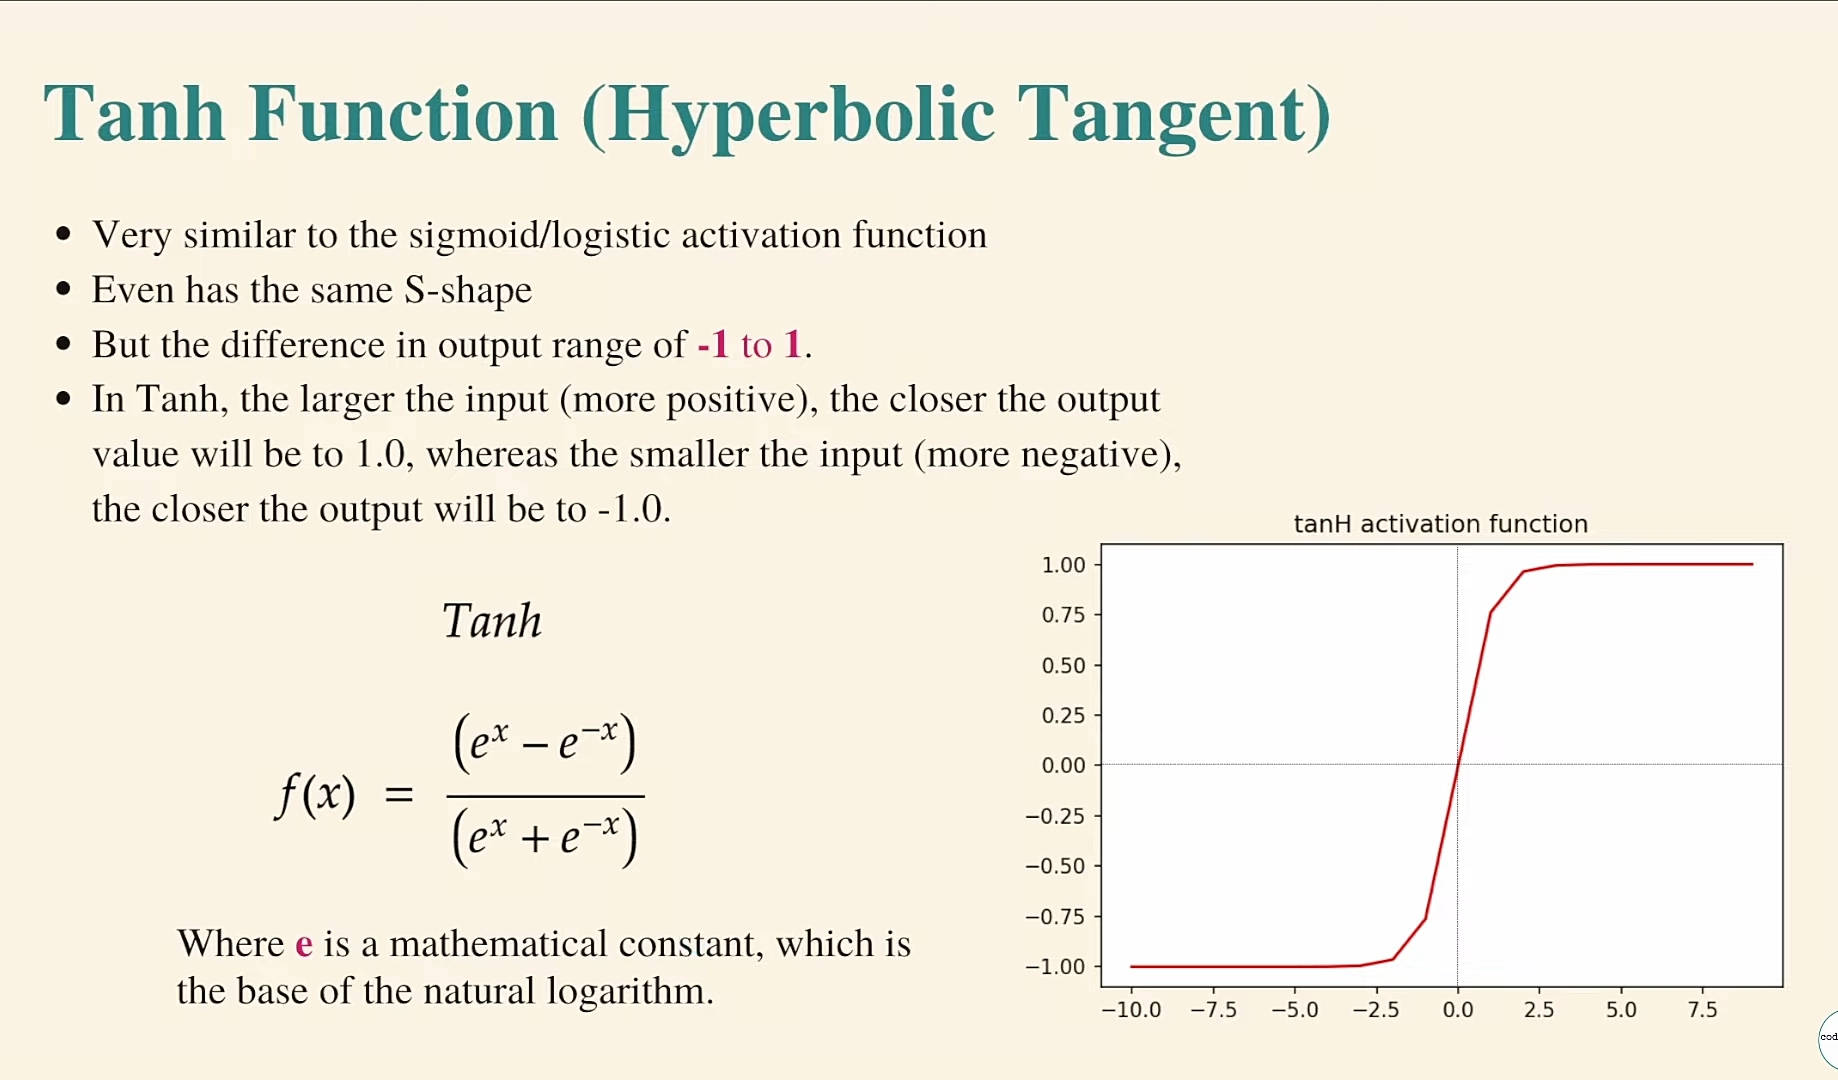 Tanh Function (Hyperbolic Tangent)
• Very similar to the sigmoid/logistic activation function
• Even has the same S-shape
• But the difference in output range of -1 to 1.
• In Tanh, the larger the input (more positive), the closer the output
value will be to 1.0, whereas the smaller the input (more negative),
the closer the output will be to -1.0.
Tanh
f(x) = (eˣ − e⁻ˣ) / (eˣ + e⁻ˣ)
Where e is a mathematical constant, which is
the base of the natural logarithm.
tanH activation function
1.00
0.75
0.50
0.25
0.00
−0.25
−0.50
−0.75
−1.00
−10.0 −7.5 −5.0 −2.5 0.0 2.5 5.0 7.5